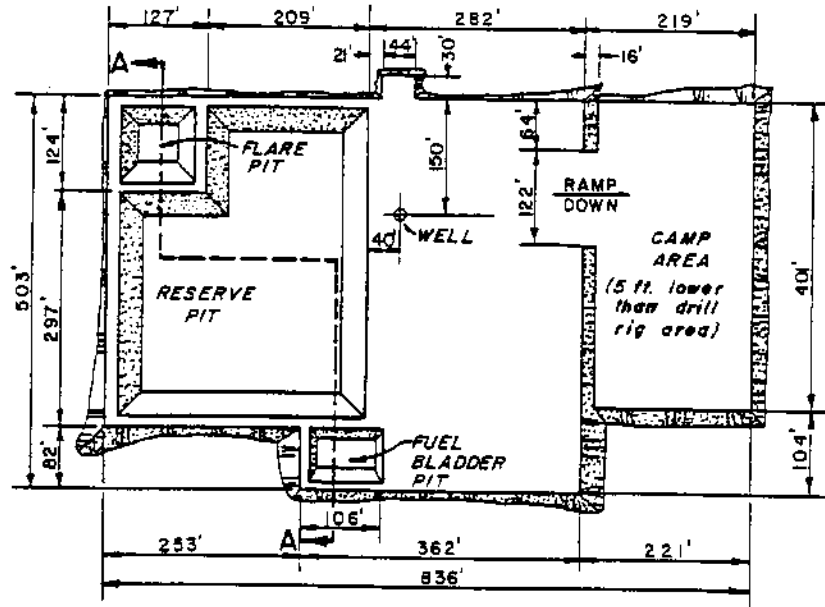 127'
209'
282'
219'
21'
44'
30'
16'
A
124'
FLARE
PIT
64'
150'
122'
RAMP
DOWN
WELL
40'
CAMP
AREA
(5 ft. lower
than drill
rig area)
401'
503'
297'
RESERVE
PIT
82'
FUEL
BLADDER
PIT
104'
A
253'
362'
221'
836'